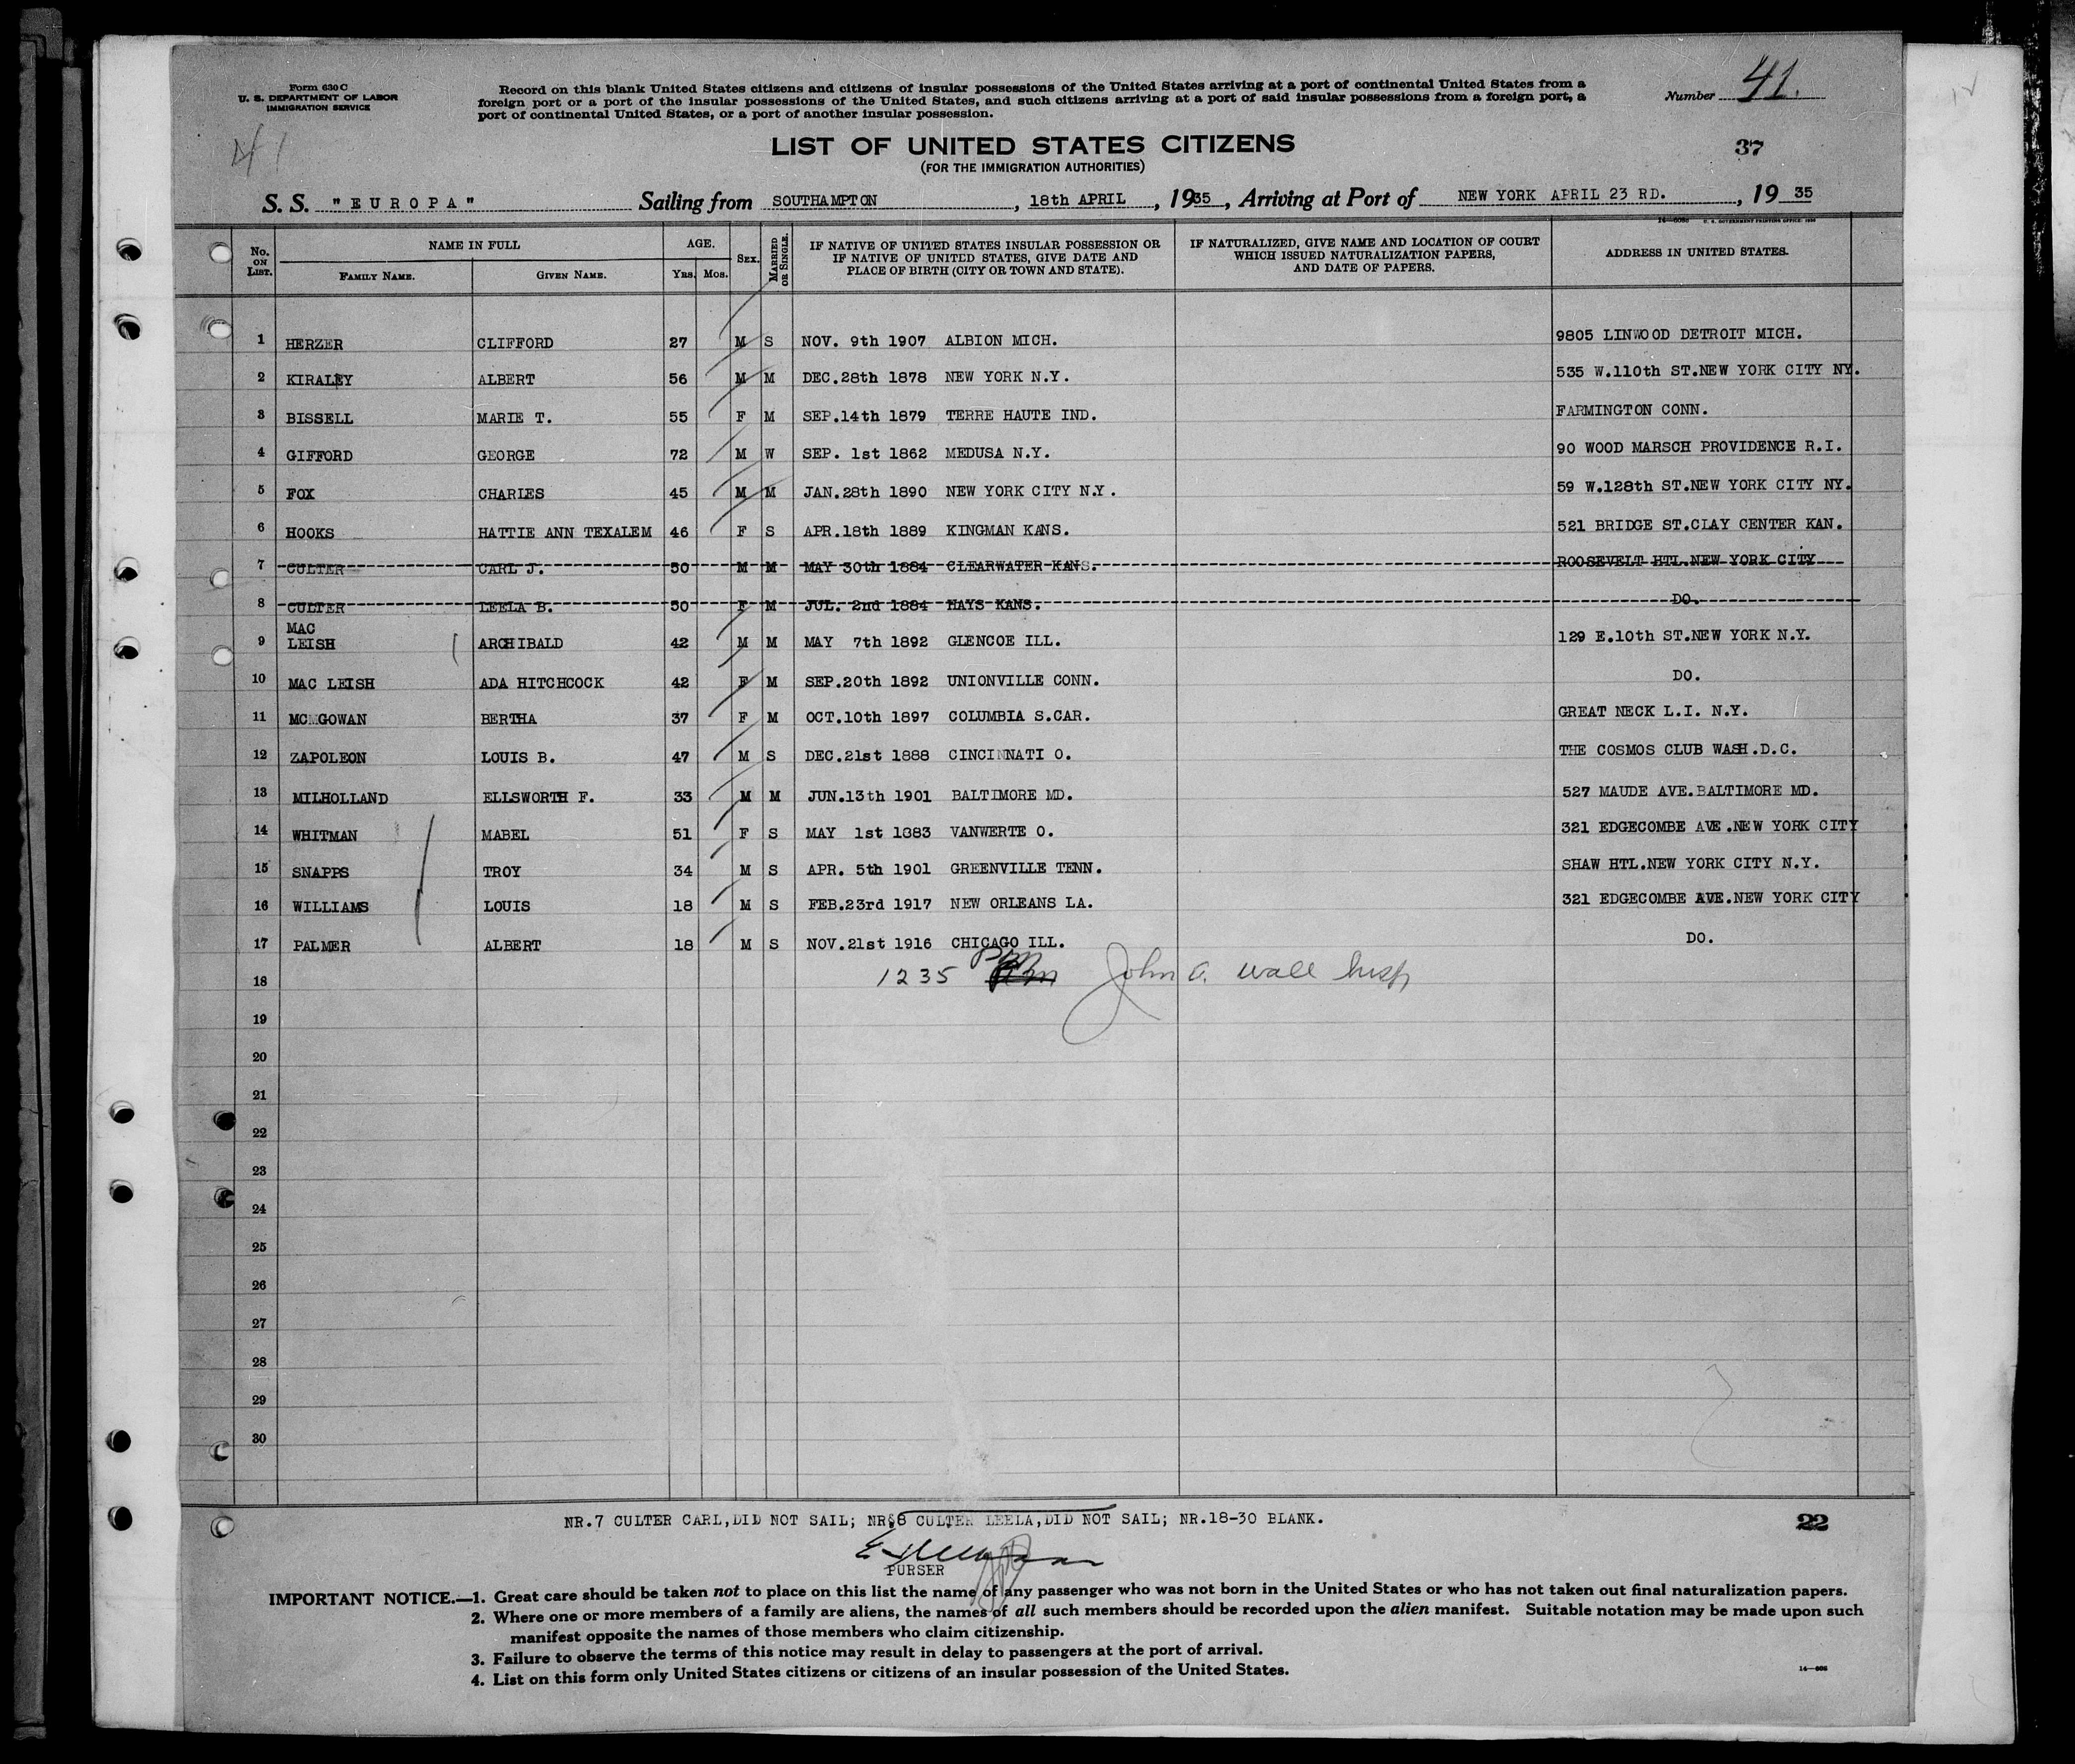 Form 630 C
U. S. DEPARTMENT OF LABOR
IMMIGRATION SERVICE
Record on this blank United States citizens and citizens of insular possessions of the United States arriving at a port of continental United States from a
foreign port or a port of the insular possessions of the United States, and such citizens arriving at a port of said insular possessions from a foreign port, a
port of continental United States, or a port of another insular possession.
Number 41.
41
LIST OF UNITED STATES CITIZENS
37
(FOR THE IMMIGRATION AUTHORITIES)
S. S. "EUROPA" Sailing from SOUTHAMPTON, 18th APRIL, 1935, Arriving at Port of NEW YORK APRIL 23 RD., 19 35
No. ON LIST. NAME IN FULL FAMILY NAME. GIVEN NAME. AGE. Yrs. Mos. SEX. MARRIED OR SINGLE. IF NATIVE OF UNITED STATES INSULAR POSSESSION OR IF NATIVE OF UNITED STATES, GIVE DATE AND PLACE OF BIRTH (CITY OR TOWN AND STATE). IF NATURALIZED, GIVE NAME AND LOCATION OF COURT WHICH ISSUED NATURALIZATION PAPERS, AND DATE OF PAPERS. ADDRESS IN UNITED STATES.
1 HERZER CLIFFORD 27 M S NOV. 9th 1907 ALBION MICH. 9805 LINWOOD DETROIT MICH.
2 KIRALEY ALBERT 56 M M DEC.28th 1878 NEW YORK N.Y. 535 W.110th ST.NEW YORK CITY NY.
3 BISSELL MARIE T. 55 F M SEP.14th 1879 TERRE HAUTE IND. FARMINGTON CONN.
4 GIFFORD GEORGE 72 M W SEP. 1st 1862 MEDUSA N.Y. 90 WOOD MARSCH PROVIDENCE R.I.
5 FOX CHARLES 45 M M JAN.28th 1890 NEW YORK CITY N.Y. 59 W.128th ST.NEW YORK CITY NY.
6 HOOKS HATTIE ANN TEXALEM 46 F S APR.18th 1889 KINGMAN KANS. 521 BRIDGE ST.CLAY CENTER KAN.
7 CULTER CARL J. 50 M M MAY 30th 1884 CLEARWATER KANS. ROOSEVELT HTL.NEW YORK CITY
8 CULTER LEELA B. 50 F M JUL. 2nd 1884 HAYS KANS. DO.
9 MAC LEISH ARCHIBALD 42 M M MAY 7th 1892 GLENCOE ILL. 129 E.10th ST.NEW YORK N.Y.
10 MAC LEISH ADA HITCHCOCK 42 F M SEP.20th 1892 UNIONVILLE CONN. DO.
11 MC GOWAN BERTHA 37 F M OCT.10th 1897 COLUMBIA S.CAR. GREAT NECK L.I. N.Y.
12 ZAPOLEON LOUIS B. 47 M S DEC.21st 1888 CINCINNATI O. THE COSMOS CLUB WASH.D.C.
13 MILHOLLAND ELLSWORTH F. 33 M M JUN.13th 1901 BALTIMORE MD. 527 MAUDE AVE.BALTIMORE MD.
14 WHITMAN MABEL 51 F S MAY 1st 1883 VANWERTE O. 321 EDGECOMBE AVE.NEW YORK CITY
15 SNAPPS TROY 34 M S APR. 5th 1901 GREENVILLE TENN. SHAW HTL.NEW YORK CITY N.Y.
16 WILLIAMS LOUIS 18 M S FEB.23rd 1917 NEW ORLEANS LA. 321 EDGECOMBE AVE.NEW YORK CITY
17 PALMER ALBERT 18 M S NOV.21st 1916 CHICAGO ILL. DO.
18 1235 John A. Wall Insp
19
20
21
22
23
24
25
26
27
28
29
30
NR.7 CULTER CARL,DID NOT SAIL; NR.8 CULTER LEELA,DID NOT SAIL; NR.18-30 BLANK.
22
PURSER
IMPORTANT NOTICE.—1. Great care should be taken not to place on this list the name of any passenger who was not born in the United States or who has not taken out final naturalization papers.
2. Where one or more members of a family are aliens, the names of all such members should be recorded upon the alien manifest. Suitable notation may be made upon such
manifest opposite the names of those members who claim citizenship.
3. Failure to observe the terms of this notice may result in delay to passengers at the port of arrival.
4. List on this form only United States citizens or citizens of an insular possession of the United States.